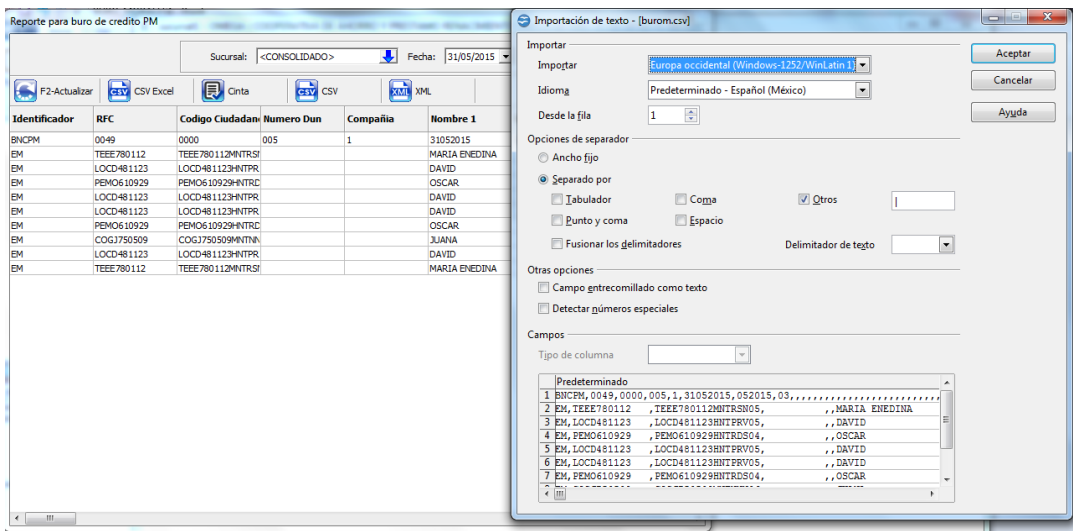 Reporte para buro de credito PM
Sucursal: <CONSOLIDADO> Fecha: 31/05/2015
F2-Actualizar CSV CSV Excel Cinta CSV CSV XML XML
Identificador RFC Codigo Ciudadan Numero Dun Compañia Nombre 1
BNCPM 0049 0000 005 1 31052015
EM TEEE780112 TEEE780112MNTRSI MARIA ENEDINA
EM LOCD481123 LOCD481123HNTPR DAVID
EM PEMO610929 PEMO610929HNTRD OSCAR
EM LOCD481123 LOCD481123HNTPR DAVID
EM LOCD481123 LOCD481123HNTPR DAVID
EM PEMO610929 PEMO610929HNTRD OSCAR
EM COGJ750509 COGJ750509MNTNN JUANA
EM LOCD481123 LOCD481123HNTPR DAVID
EM TEEE780112 TEEE780112MNTRSI MARIA ENEDINA
Importación de texto - [burom.csv]
Importar
Importar Europa occidental (Windows-1252/WinLatin 1)
Idioma Predeterminado - Español (México)
Desde la fila 1
Aceptar
Cancelar
Ayuda
Opciones de separador
Ancho fijo
Separado por
Tabulador Coma Otros |
Punto y coma Espacio
Fusionar los delimitadores Delimitador de texto
Otras opciones
Campo entrecomillado como texto
Detectar números especiales
Campos
Tipo de columna
Predeterminado
1 BNCPM,0049,0000,005,1,31052015,052015,03,,,,,,,,,,,,,,,,,,,,,,,,,
2 EM,TEEE780112 ,TEEE780112MNTRSN05, ,,MARIA ENEDINA
3 EM,LOCD481123 ,LOCD481123HNTPRV05, ,,DAVID
4 EM,PEMO610929 ,PEMO610929HNTRDS04, ,,OSCAR
5 EM,LOCD481123 ,LOCD481123HNTPRV05, ,,DAVID
6 EM,LOCD481123 ,LOCD481123HNTPRV05, ,,DAVID
7 EM,PEMO610929 ,PEMO610929HNTRDS04, ,,OSCAR